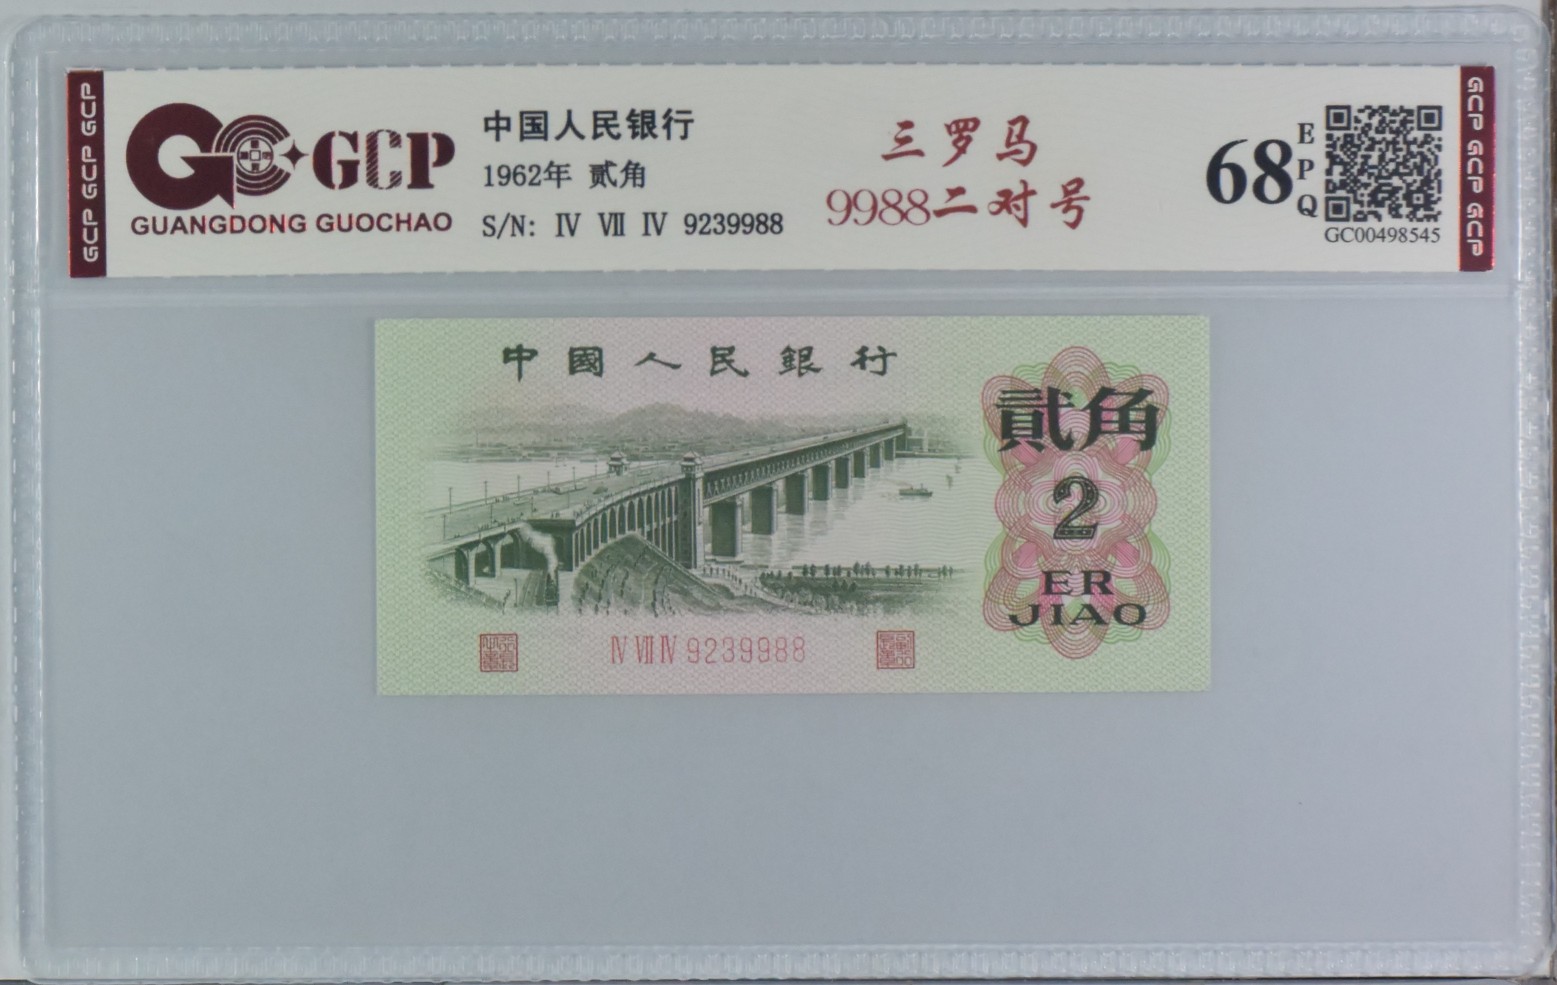 GCP GCP GCP
GCP
GUANGDONG GUOCHAO
中国人民银行
1962年 贰角
S/N: Ⅳ Ⅶ Ⅳ 9239988
三罗马
9988二对号
68
EPQ
GC00498545
GCP GCP GCP
中國人民銀行
貳角
2
ER
JIAO
Ⅳ Ⅶ Ⅳ 9239988